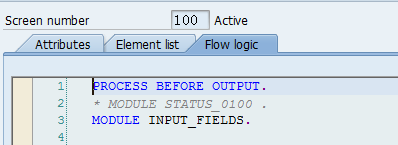 Screen number 100 Active
Attributes Element list Flow logic
1 PROCESS BEFORE OUTPUT.
2 * MODULE STATUS_0100 .
3 MODULE INPUT_FIELDS.
4